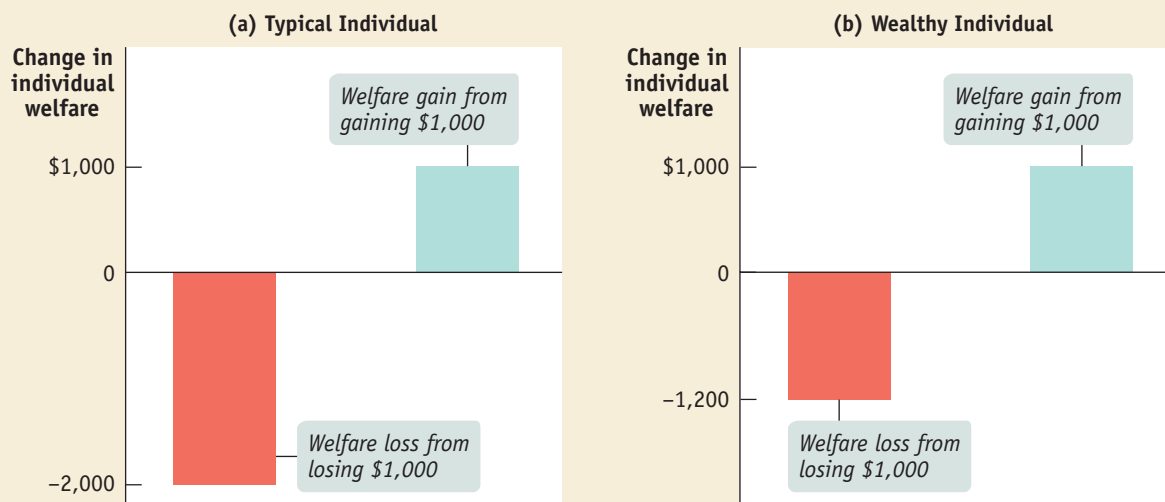 (a) Typical Individual
Change in
individual
welfare
Welfare gain from
gaining $1,000
$1,000
0
Welfare loss from
losing $1,000
–2,000
(b) Wealthy Individual
Change in
individual
welfare
Welfare gain from
gaining $1,000
$1,000
0
–1,200
Welfare loss from
losing $1,000